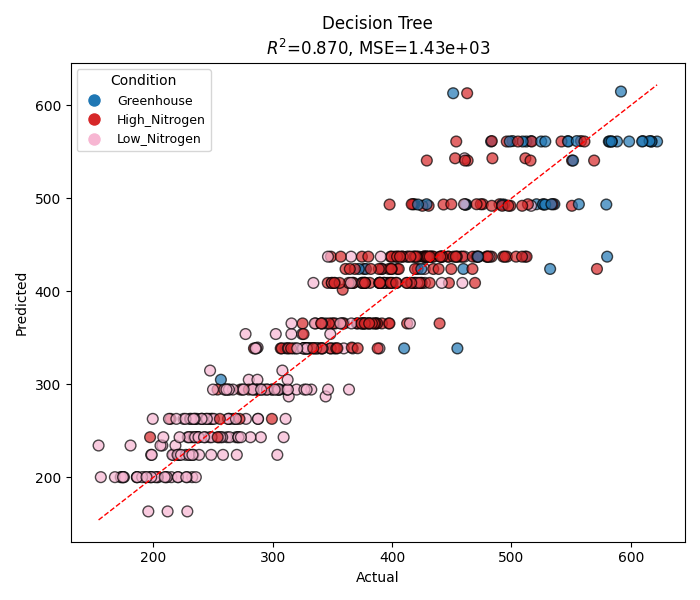 Decision Tree
R²=0.870, MSE=1.43e+03
Condition
Greenhouse
High_Nitrogen
Low_Nitrogen
600
500
400
300
200
Predicted
200 300 400 500 600
Actual